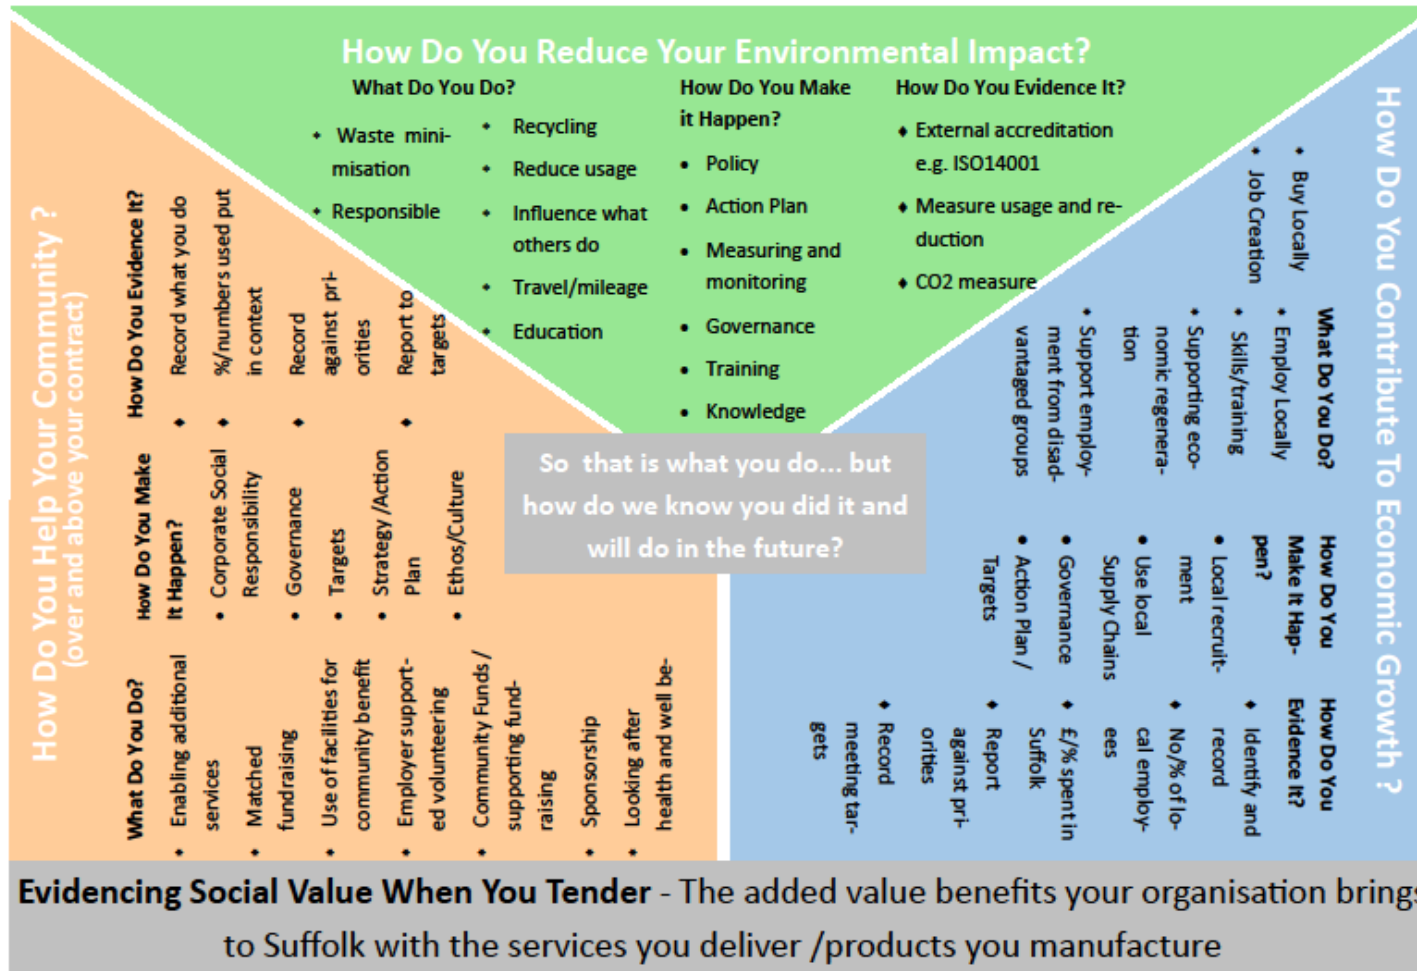 How Do You Reduce Your Environmental Impact?
What Do You Do?
◆ Waste mini-
misation
◆ Responsible
◆ Recycling
◆ Reduce usage
◆ Influence what
others do
◆ Travel/mileage
◆ Education
How Do You Make
it Happen?
• Policy
• Action Plan
• Measuring and
monitoring
• Governance
• Training
• Knowledge
How Do You Evidence It?
◆ External accreditation
e.g. ISO14001
◆ Measure usage and re-
duction
◆ CO2 measure
How Do You Help Your Community ?
(over and above your contract)
What Do You Do?
◆ Enabling additional
services
◆ Matched
fundraising
◆ Use of facilities for
community benefit
◆ Employer support-
ed volunteering
◆ Community Funds /
supporting fund-
raising
◆ Sponsorship
◆ Looking after
health and well be-
How Do You Make
It Happen?
• Corporate Social
Responsibility
• Governance
• Targets
• Strategy /Action
Plan
• Ethos/Culture
How Do You Evidence It?
◆ Record what you do
◆ %/numbers used put
in context
◆ Record
against pri-
orities
◆ Report to
targets
How Do You Contribute To Economic Growth ?
What Do You Do?
◆ Buy Locally
◆ Job Creation
◆ Employ Locally
◆ Skills/training
◆ Supporting eco-
nomic regenera-
tion
◆ Support employ-
ment from disad-
vantaged groups
How Do You
Make It Hap-
pen?
• Local recruit-
ment
• Use local
Supply Chains
• Governance
• Action Plan /
Targets
How Do You
Evidence It?
◆ Identify and
record
◆ No/% of lo-
cal employ-
ees
◆ £/% spent in
Suffolk
◆ Report
against pri-
orities
◆ Record
meeting tar-
gets
So that is what you do... but
how do we know you did it and
will do in the future?
Evidencing Social Value When You Tender - The added value benefits your organisation brings
to Suffolk with the services you deliver /products you manufacture